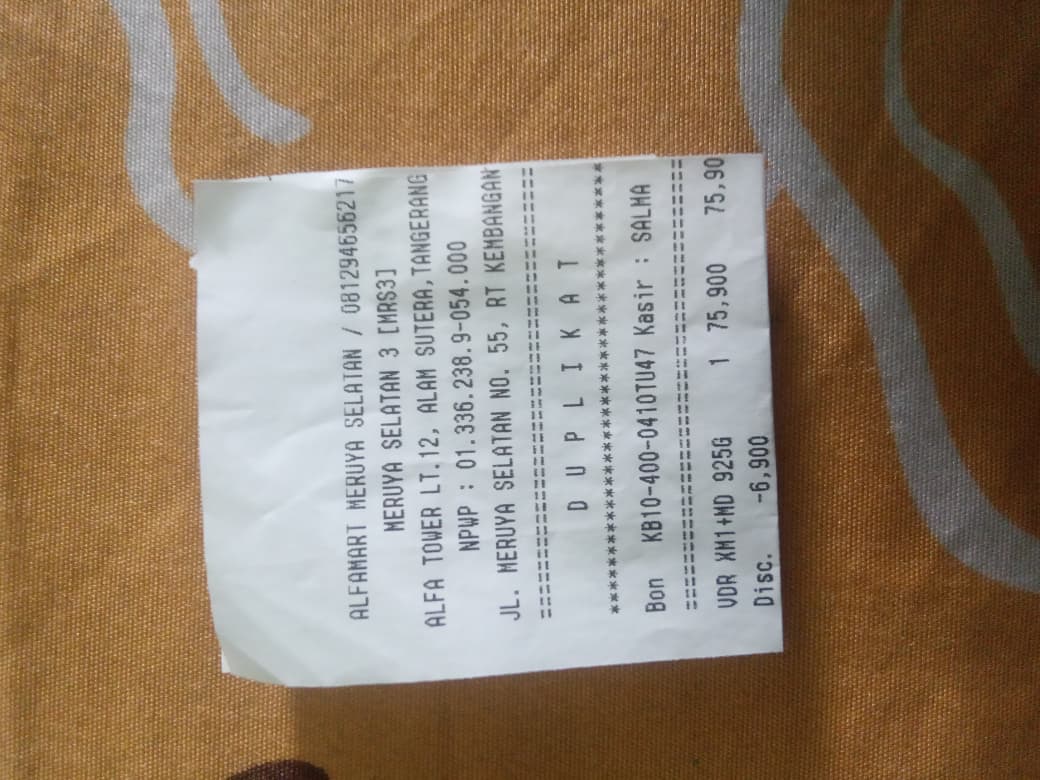 ALFAMART MERUYA SELATAN / 081294656217
MERUYA SELATAN 3 [MRS3]
ALFA TOWER LT.12, ALAM SUTERA,TANGERANG
NPWP : 01.336.238.9-054.000
JL. MERUYA SELATAN NO. 55, RT KEMBANGAN
=======================================
D U P L I K A T
***************************************
Bon KB10-400-0410TU47 Kasir : SALMA
=======================================
VDR XM1+MD 925G 1 75,900 75,90
Disc. -6,900